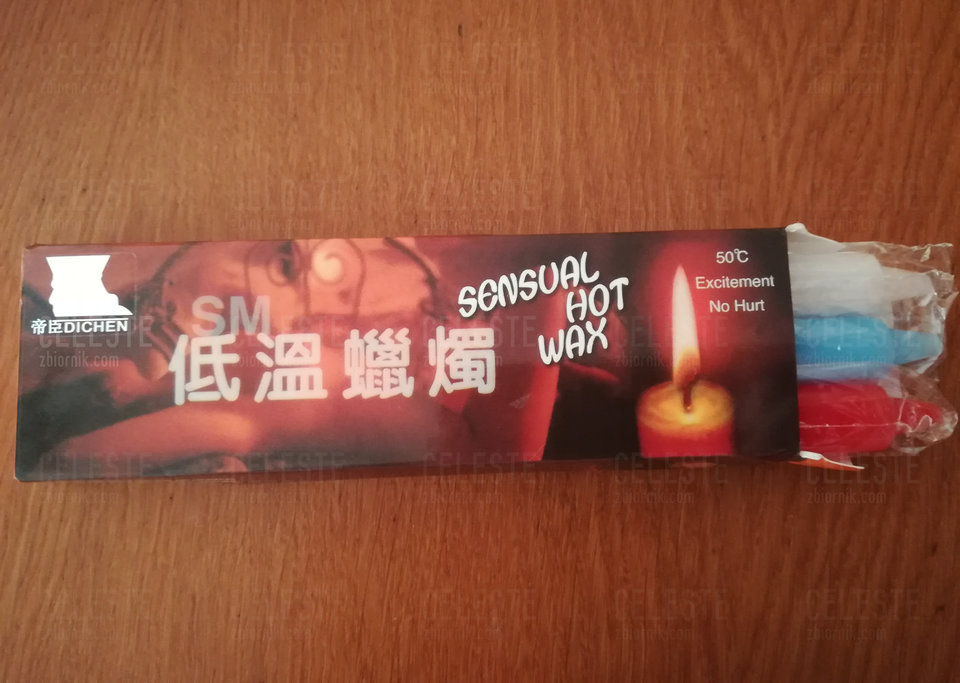 帝臣DICHEN
SM
低溫蠟燭
SENSUAL
HOT
WAX
50℃
Excitement
No Hurt
CELESTE
zbiornik.com